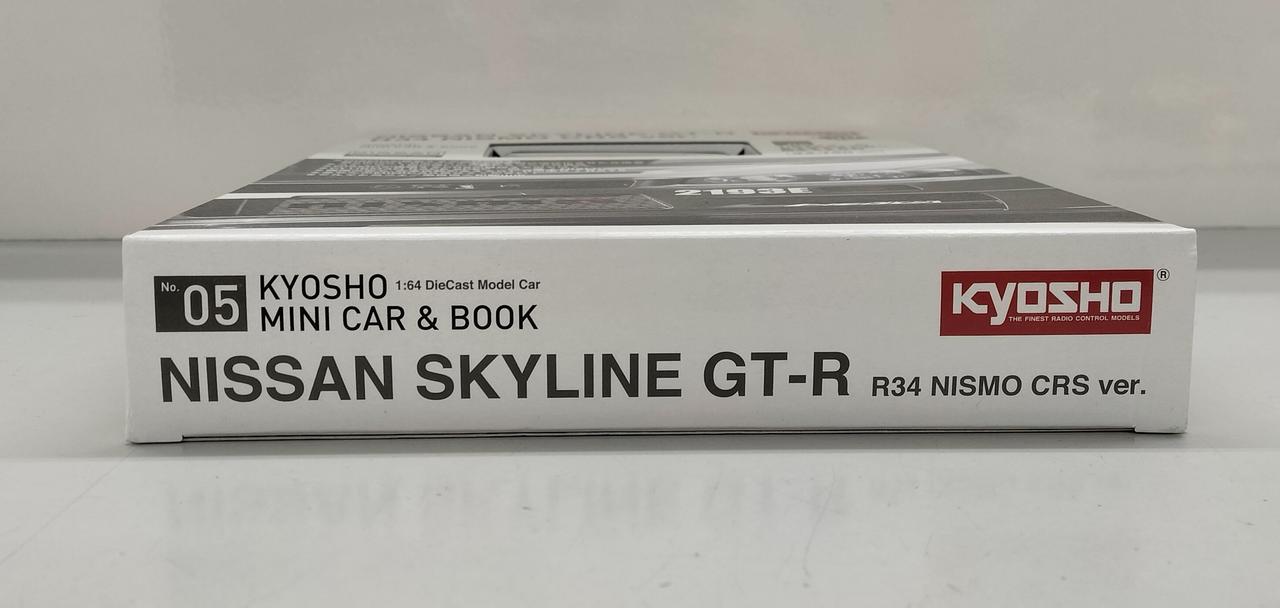 No. 05
KYOSHO 1:64 DieCast Model Car
MINI CAR & BOOK
NISSAN SKYLINE GT-R R34 NISMO CRS ver.
KYOSHO ®
THE FINEST RADIO CONTROL MODELS